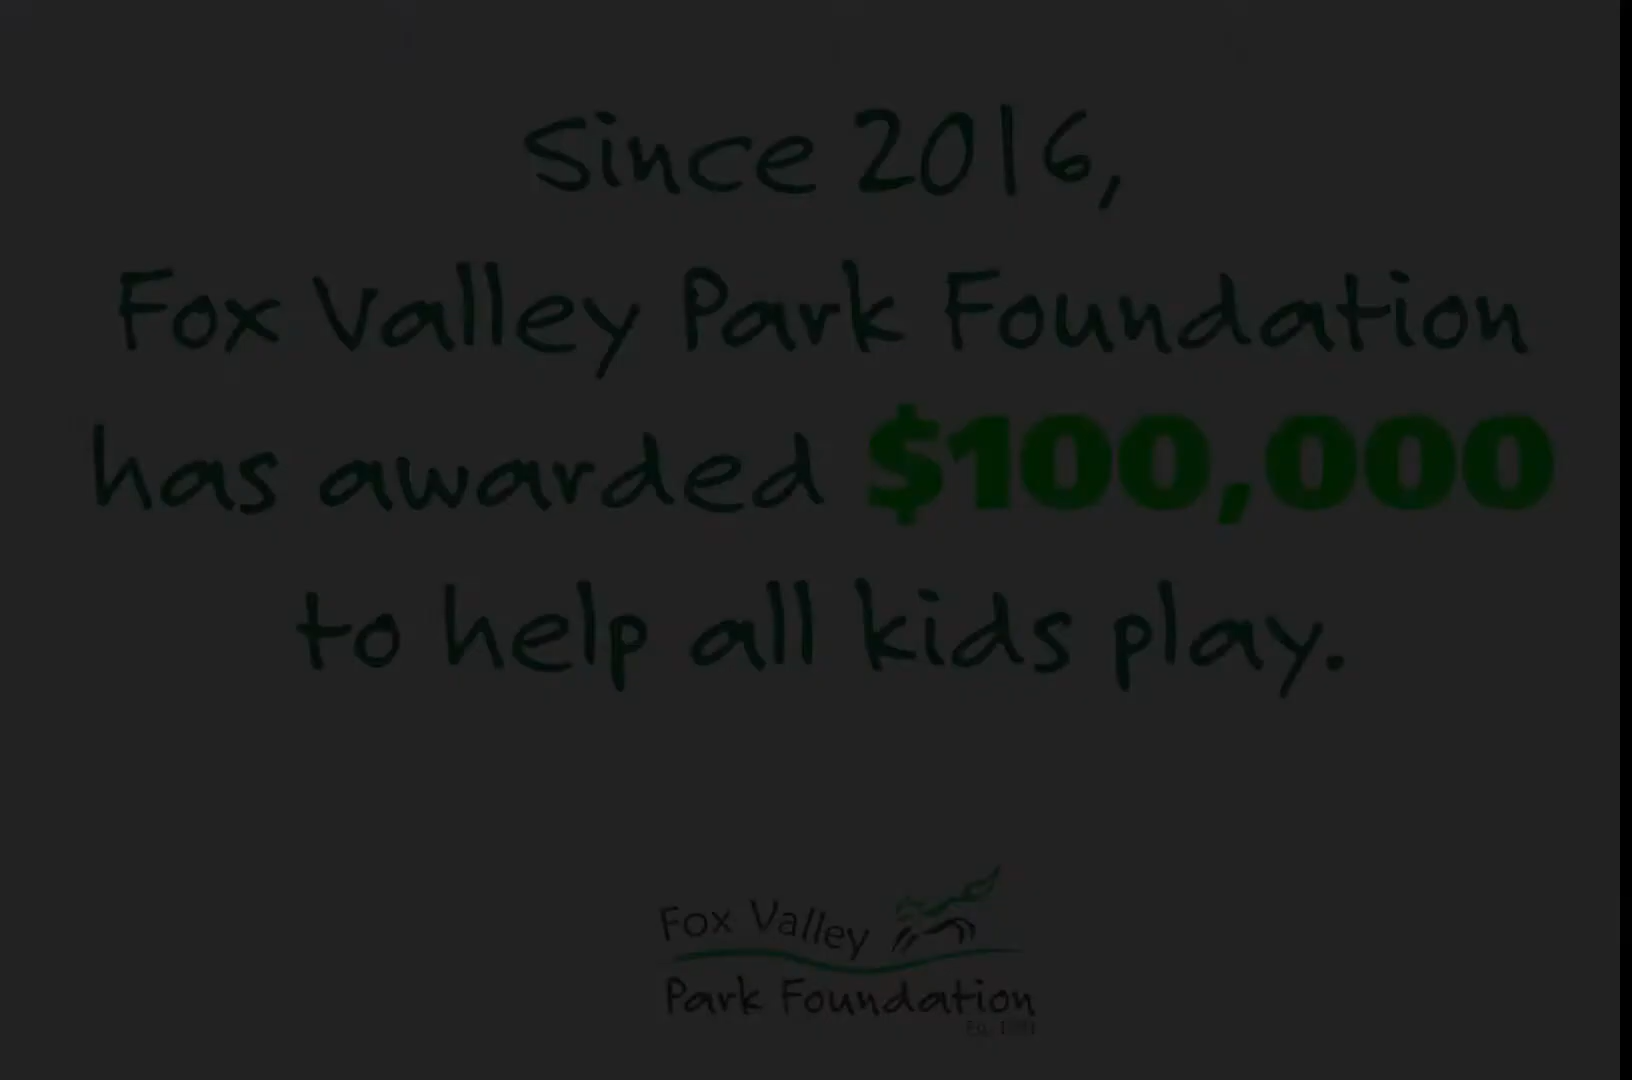 Since 2016,
Fox Valley Park Foundation
has awarded $100,000
to help all kids play.
Fox Valley
Park Foundation